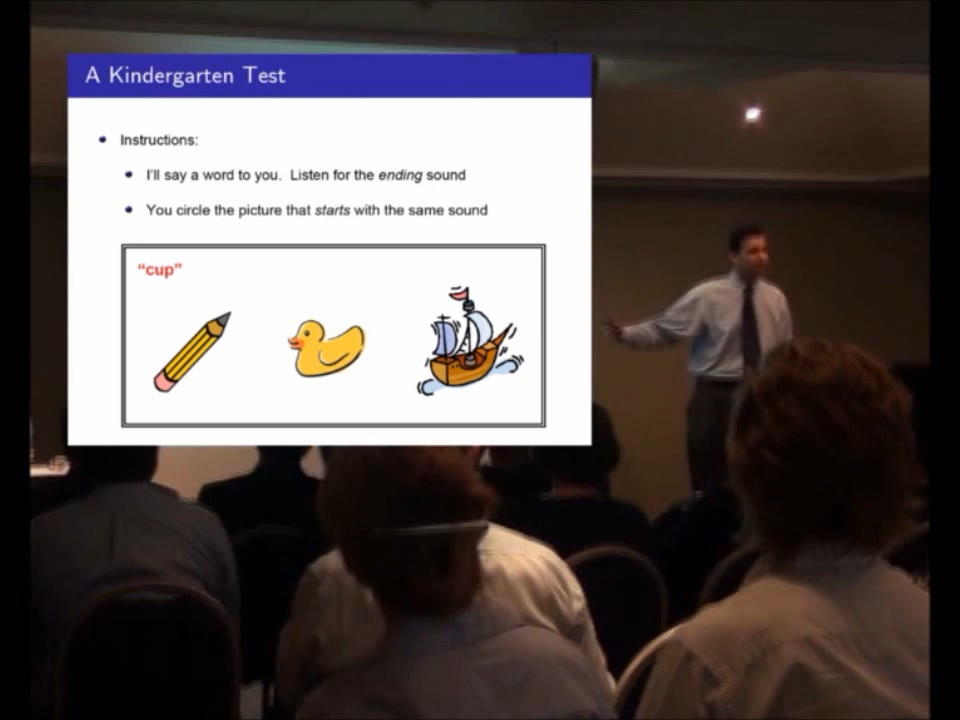 A Kindergarten Test
Instructions:
I'll say a word to you. Listen for the ending sound
You circle the picture that starts with the same sound
"cup"